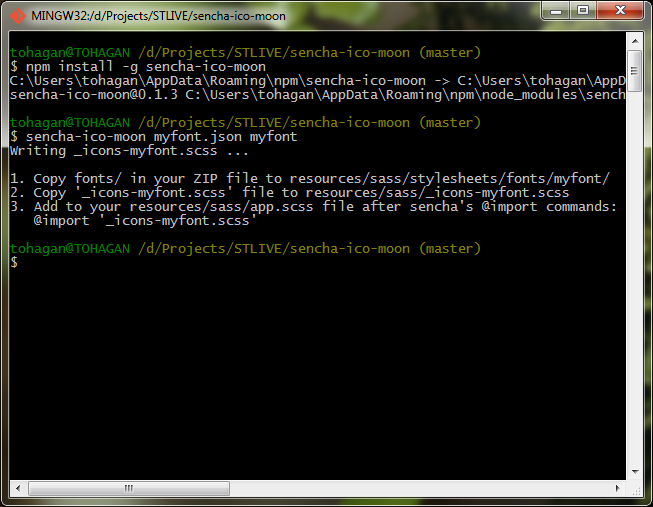 MINGW32:/d/Projects/STLIVE/sencha-ico-moon
tohagan@TOHAGAN /d/Projects/STLIVE/sencha-ico-moon (master)
$ npm install -g sencha-ico-moon
C:\Users\tohagan\AppData\Roaming\npm\sencha-ico-moon -> C:\Users\tohagan\AppD
sencha-ico-moon@0.1.3 C:\Users\tohagan\AppData\Roaming\npm\node_modules\sench
tohagan@TOHAGAN /d/Projects/STLIVE/sencha-ico-moon (master)
$ sencha-ico-moon myfont.json myfont
Writing _icons-myfont.scss ...
1. Copy fonts/ in your ZIP file to resources/sass/stylesheets/fonts/myfont/
2. Copy '_icons-myfont.scss' file to resources/sass/_icons-myfont.scss
3. Add to your resources/sass/app.scss file after sencha's @import commands:
@import '_icons-myfont.scss'
tohagan@TOHAGAN /d/Projects/STLIVE/sencha-ico-moon (master)
$